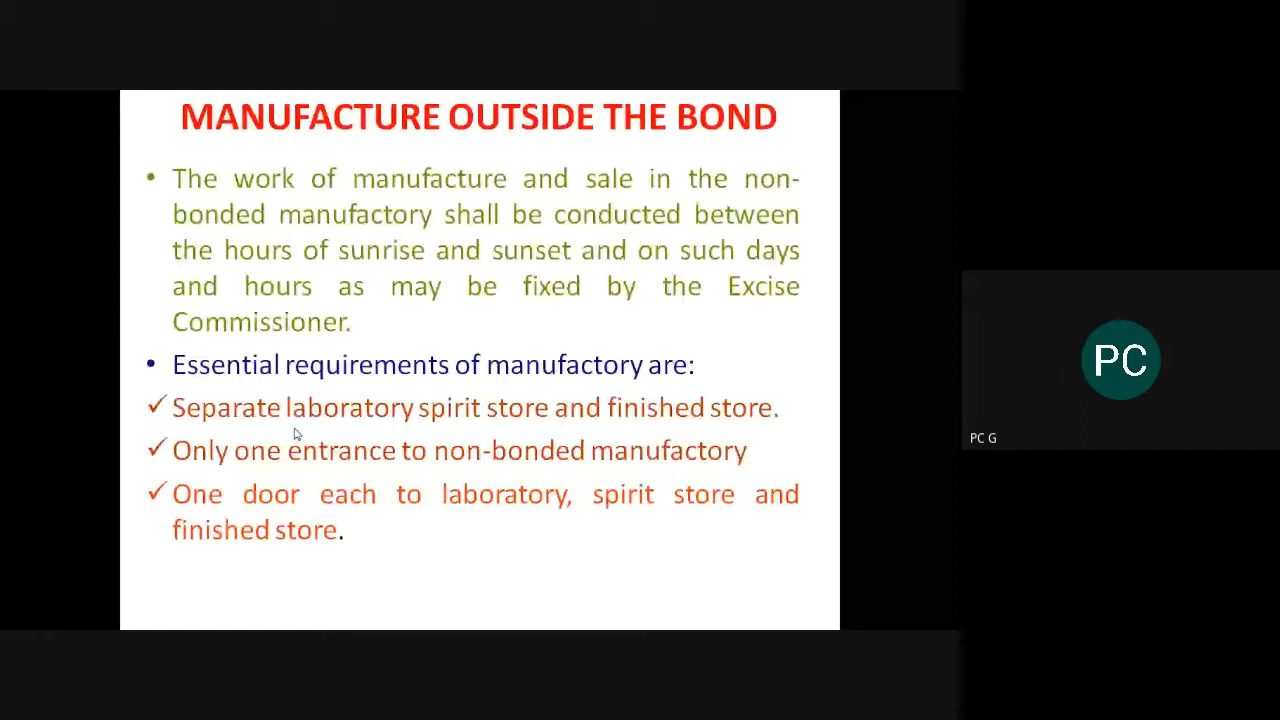 MANUFACTURE OUTSIDE THE BOND
• The work of manufacture and sale in the non-
bonded manufactory shall be conducted between
the hours of sunrise and sunset and on such days
and hours as may be fixed by the Excise
Commissioner.
• Essential requirements of manufactory are:
✓ Separate laboratory spirit store and finished store.
✓ Only one entrance to non-bonded manufactory
✓ One door each to laboratory, spirit store and
finished store.
PC
PC G